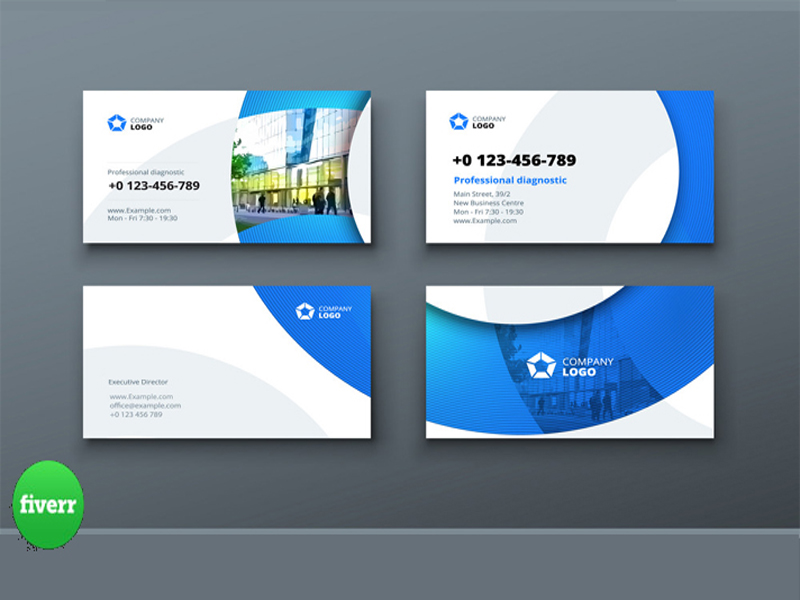 COMPANY
LOGO
Professional diagnostic
+0 123-456-789
www.Example.com
Mon - Fri 7:30 - 19:30
COMPANY
LOGO
+0 123-456-789
Professional diagnostic
Main Street, 39/2
New Business Centre
Mon - Fri 7:30 - 19:30
www.Example.com
COMPANY
LOGO
Executive Director
www.Example.com
office@example.com
+0 123 456 789
COMPANY
LOGO
fiverr